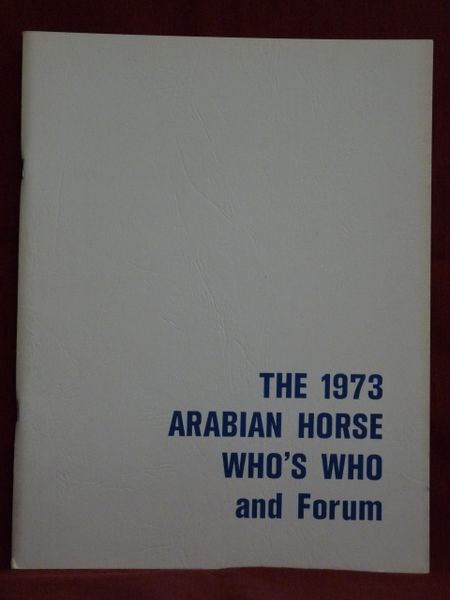 THE 1973
ARABIAN HORSE
WHO'S WHO
and Forum